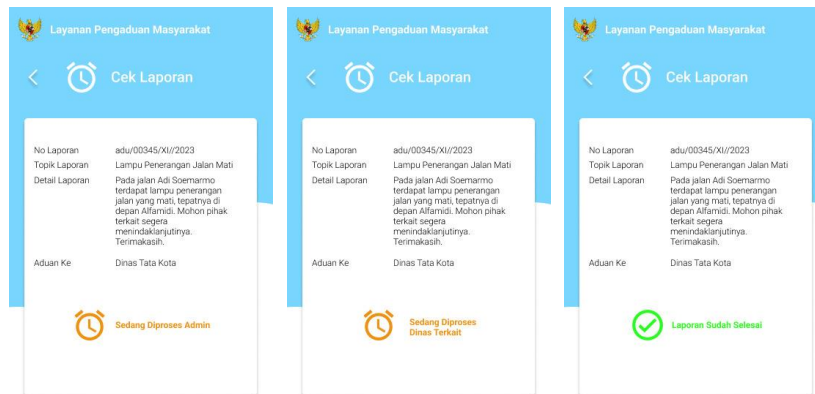 Layanan Pengaduan Masyarakat
Cek Laporan
No Laporan adu/00345/XI//2023
Topik Laporan Lampu Penerangan Jalan Mati
Detail Laporan Pada jalan Adi Soemarmo
terdapat lampu penerangan
jalan yang mati, tepatnya di
depan Alfamidi. Mohon pihak
terkait segera
menindaklanjutinya.
Terimakasih.
Aduan Ke Dinas Tata Kota
Sedang Diproses Admin
Layanan Pengaduan Masyarakat
Cek Laporan
No Laporan adu/00345/XI//2023
Topik Laporan Lampu Penerangan Jalan Mati
Detail Laporan Pada jalan Adi Soemarmo
terdapat lampu penerangan
jalan yang mati, tepatnya di
depan Alfamidi. Mohon pihak
terkait segera
menindaklanjutinya.
Terimakasih.
Aduan Ke Dinas Tata Kota
Sedang Diproses
Dinas Terkait
Layanan Pengaduan Masyarakat
Cek Laporan
No Laporan adu/00345/XI//2023
Topik Laporan Lampu Penerangan Jalan Mati
Detail Laporan Pada jalan Adi Soemarmo
terdapat lampu penerangan
jalan yang mati, tepatnya di
depan Alfamidi. Mohon pihak
terkait segera
menindaklanjutinya.
Terimakasih.
Aduan Ke Dinas Tata Kota
Laporan Sudah Selesai